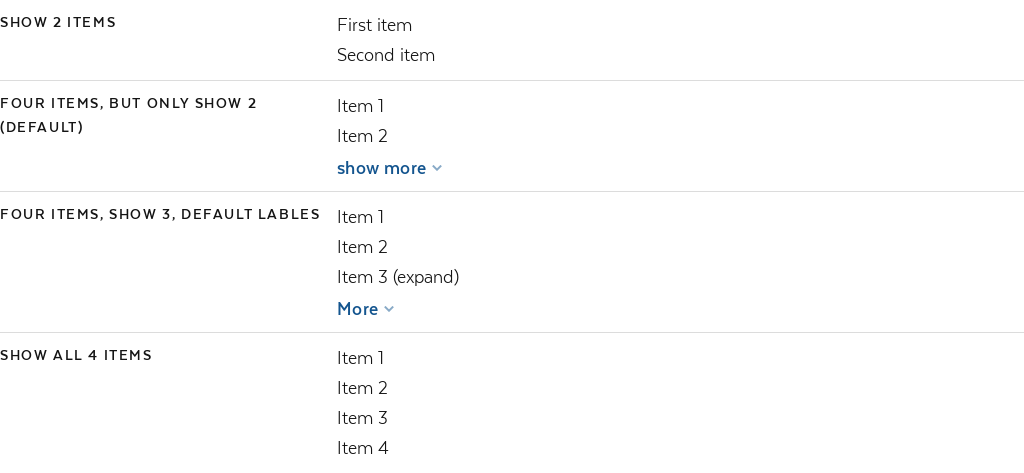 SHOW 2 ITEMS
First item
Second item
FOUR ITEMS, BUT ONLY SHOW 2
(DEFAULT)
Item 1
Item 2
show more
FOUR ITEMS, SHOW 3, DEFAULT LABLES
Item 1
Item 2
Item 3 (expand)
More
SHOW ALL 4 ITEMS
Item 1
Item 2
Item 3
Item 4